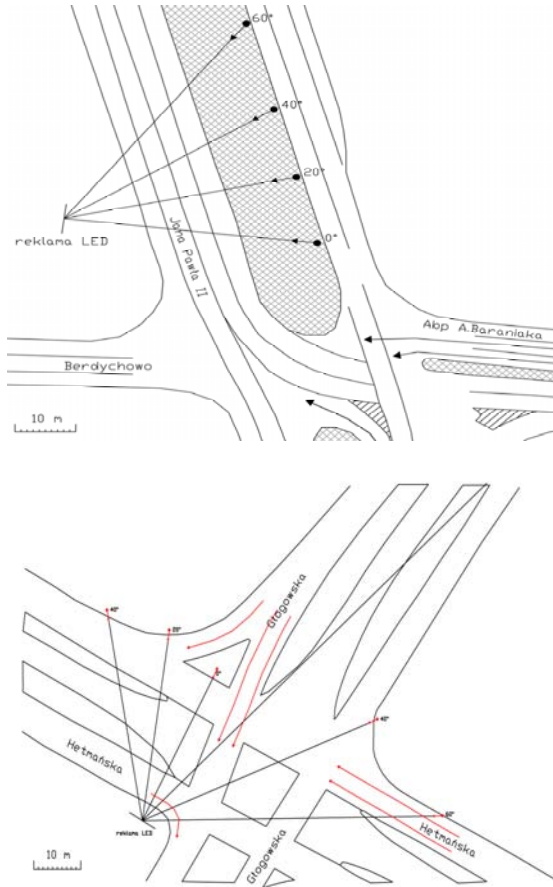 60°
40°
20°
0°
reklama LED
Jana Pawła II
Abp A.Baraniaka
Berdychowo
10 m
Głogowska
40°
20°
0°
40°
Hetmańska
60°
reklama LED
Hetmańska
Głogowska
10 m